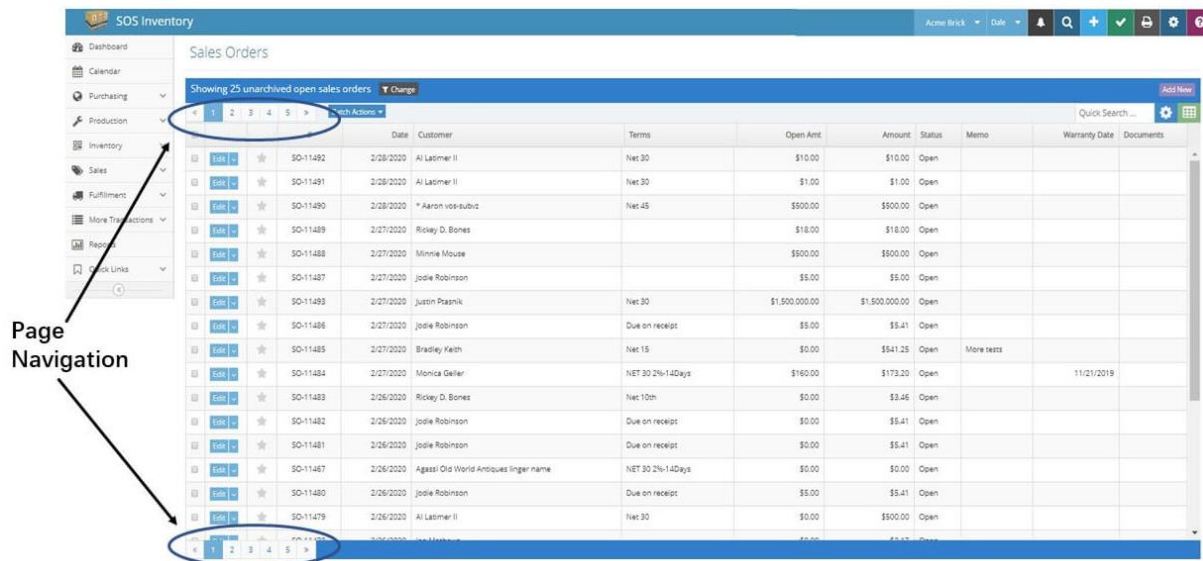 SOS Inventory Acme Brick Dale
Dashboard
Calendar
Purchasing
Production
Inventory
Sales
Fulfillment
More Transactions
Reports
Quick Links
Page
Navigation
Sales Orders
Showing 25 unarchived open sales orders Change Add New
« 1 2 3 4 5 » Batch Actions Quick Search ...
Date Customer Terms Open Amt Amount Status Memo Warranty Date Documents
Edit SO-11492 2/28/2020 Al Latimer II Net 30 $10.00 $10.00 Open
Edit SO-11491 2/28/2020 Al Latimer II Net 30 $1.00 $1.00 Open
Edit SO-11490 2/28/2020 * Aaron vos-subvz Net 45 $500.00 $500.00 Open
Edit SO-11489 2/27/2020 Rickey D. Bones $18.00 $18.00 Open
Edit SO-11488 2/27/2020 Minnie Mouse $500.00 $500.00 Open
Edit SO-11487 2/27/2020 Jodie Robinson $5.00 $5.00 Open
Edit SO-11493 2/27/2020 Justin Ptasnik Net 30 $1,500,000.00 $1,500,000.00 Open
Edit SO-11486 2/27/2020 Jodie Robinson Due on receipt $5.00 $5.41 Open
Edit SO-11485 2/27/2020 Bradley Keith Net 15 $0.00 $541.25 Open More tests
Edit SO-11484 2/27/2020 Monica Geller NET 30 2%-14Days $160.00 $173.20 Open 11/21/2019
Edit SO-11483 2/26/2020 Rickey D. Bones Net 10th $0.00 $3.46 Open
Edit SO-11482 2/26/2020 Jodie Robinson Due on receipt $0.00 $5.41 Open
Edit SO-11481 2/26/2020 Jodie Robinson Due on receipt $0.00 $5.41 Open
Edit SO-11467 2/26/2020 Agassi Old World Antiques linger name NET 30 2%-14Days $0.00 $0.00 Open
Edit SO-11480 2/26/2020 Jodie Robinson Due on receipt $5.00 $5.41 Open
Edit SO-11479 2/26/2020 Al Latimer II Net 30 $0.00 $500.00 Open
« 1 2 3 4 5 »